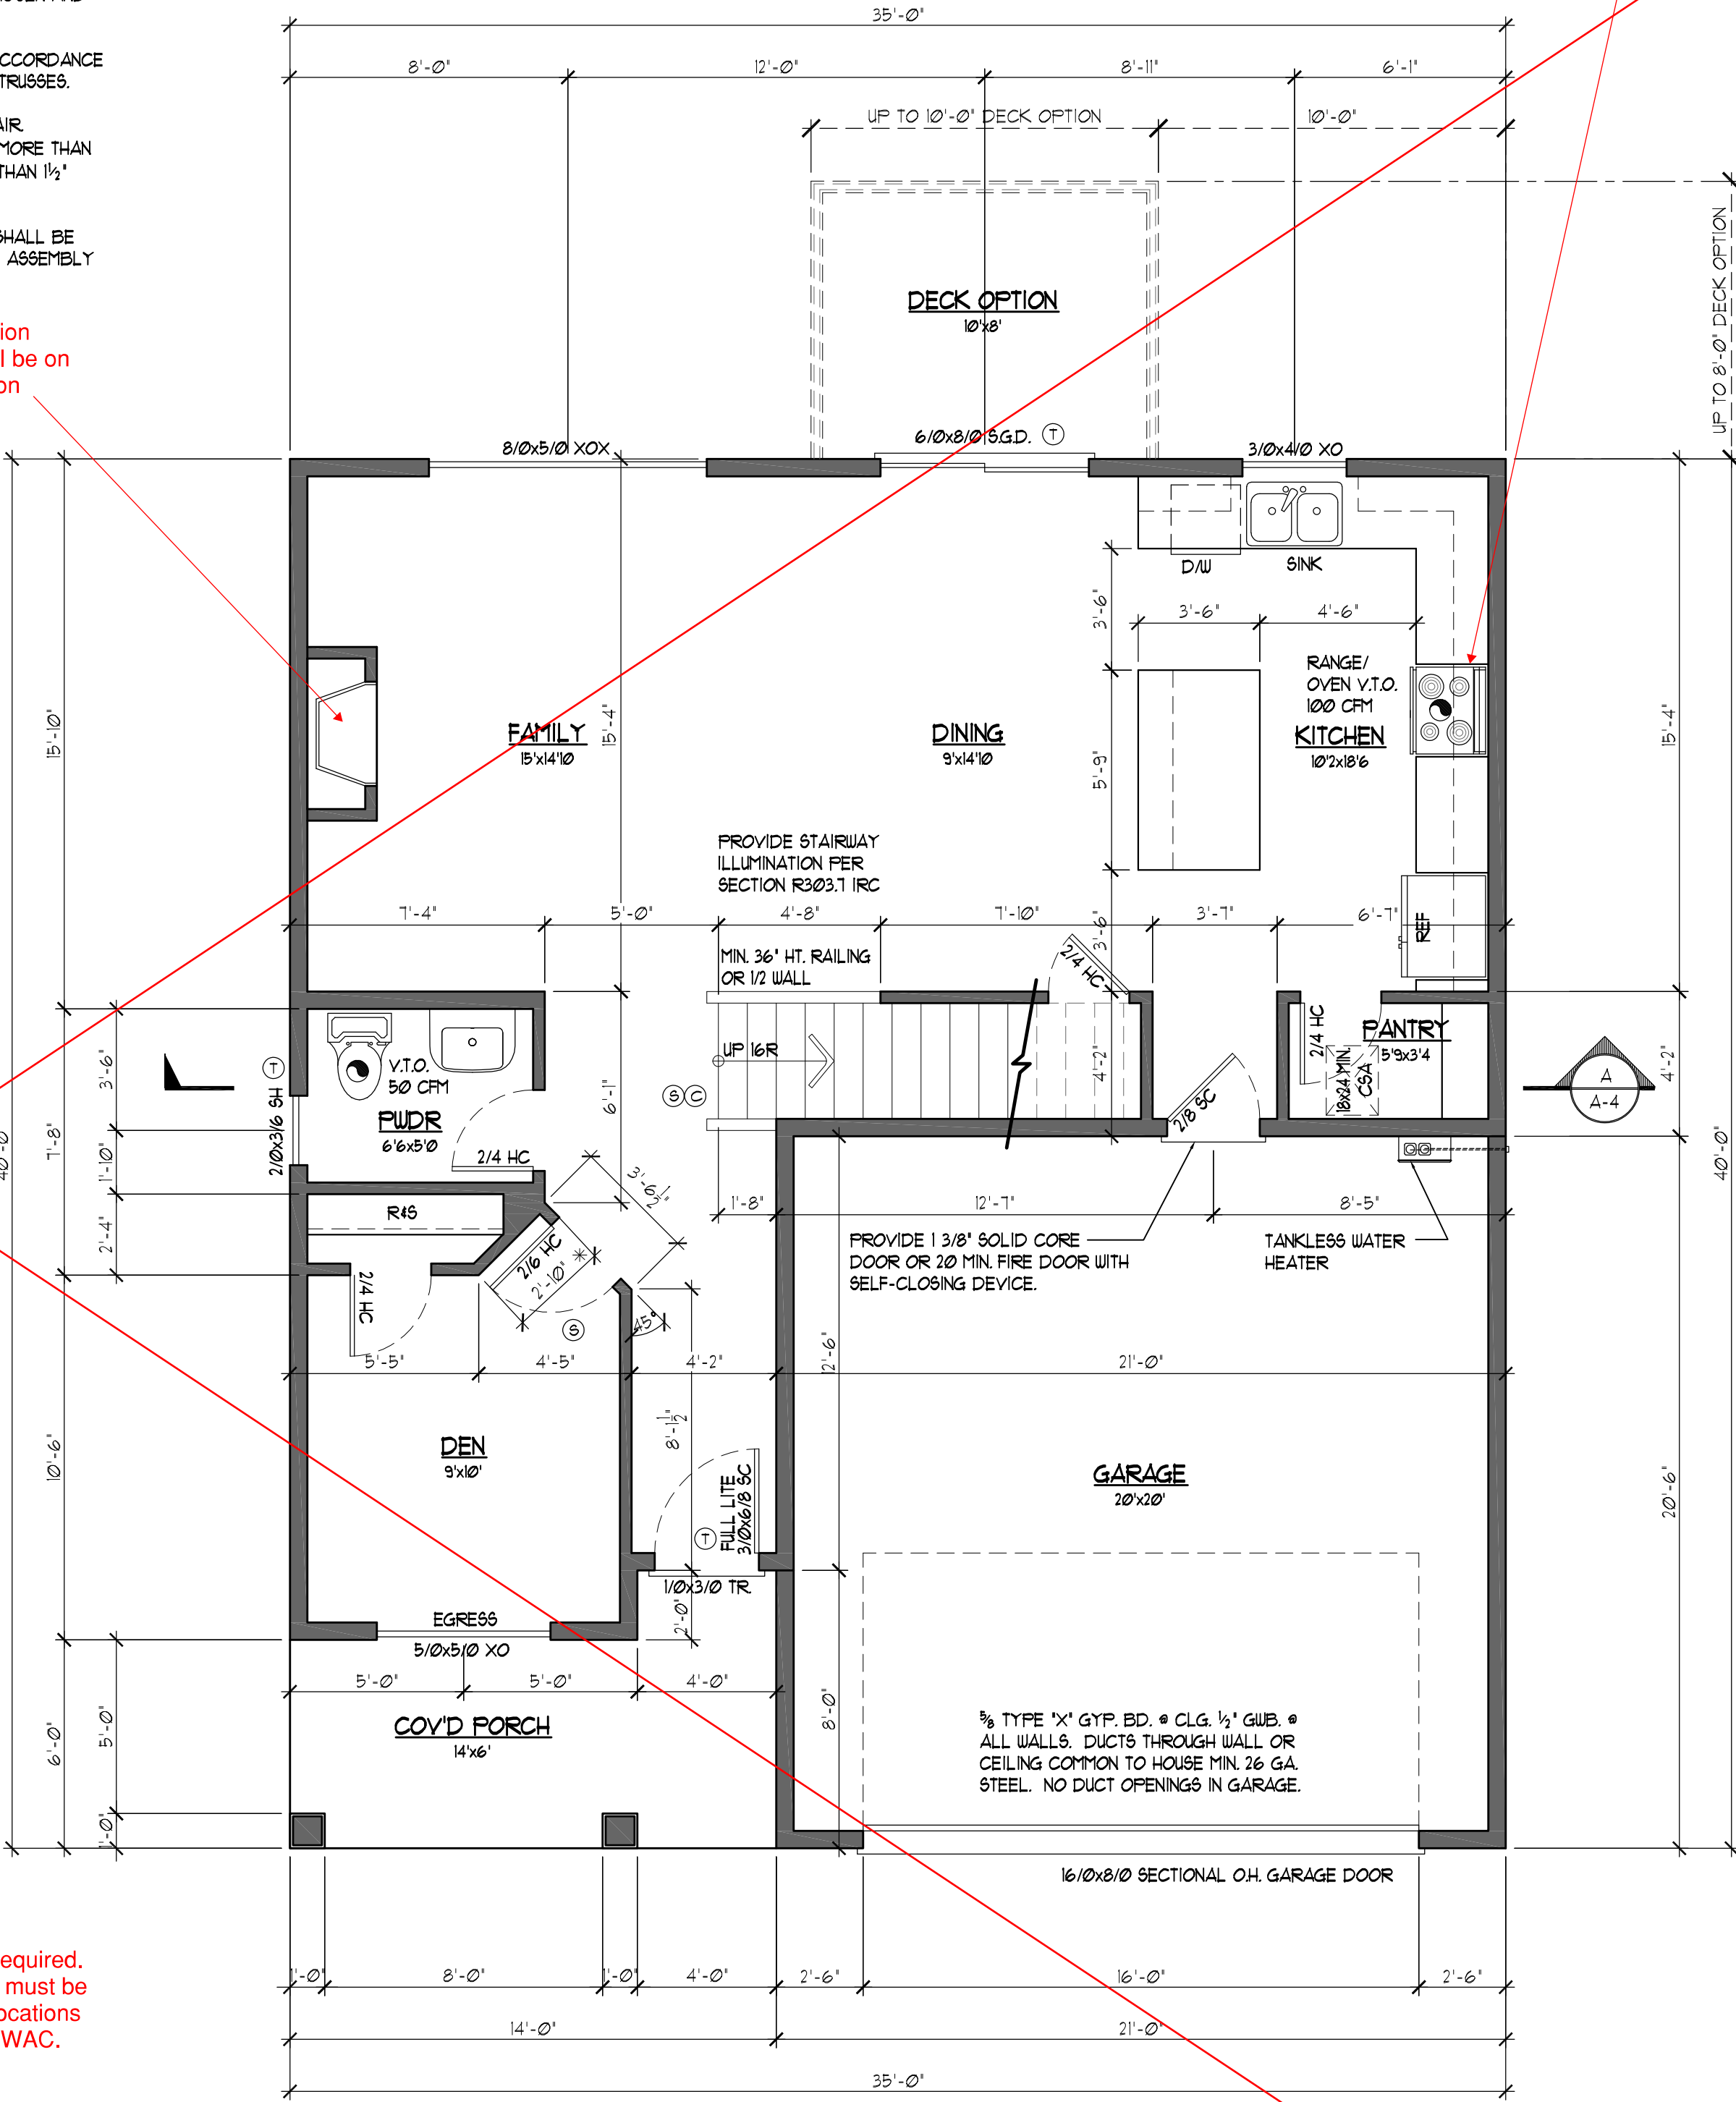 CCORDANCE
TRUSSES.
AIR
MORE THAN
THAN 1½"
SHALL BE
ASSEMBLY
tion
l be on
on
35'-0"
8'-0"
12'-0"
8'-11"
6'-1"
UP TO 10'-0" DECK OPTION
10'-0"
UP TO 8'-0" DECK OPTION
DECK OPTION
10'x8'
8/0x5/0 XOX
6/0x8/0 S.G.D.
T
3/0x4/0 XO
D/W
SINK
3'-6"
3'-6"
4'-6"
RANGE/
OVEN V.T.O.
100 CFM
KITCHEN
10'2x18'6
15'-10"
FAMILY
15'x14'10
15'-4"
DINING
9'x14'10
5'-9"
15'-4"
PROVIDE STAIRWAY
ILLUMINATION PER
SECTION R303.7 IRC
7'-4"
5'-0"
4'-8"
7'-10"
3'-6"
3'-7"
6'-7"
REF
MIN. 36" HT. RAILING
OR 1/2 WALL
2/4 HC
UP 16R
4'-2"
2/4 HC
PANTRY
5'9x3'4
18x24 MIN.
CSA
A
A-4
4'-2"
40'-0"
40'-0"
3'-6"
7'-8"
1'-10"
2'-4"
2/0x3/6 SH
T
V.T.O.
50 CFM
PWDR
6'6x5'0
2/4 HC
6'-1"
S
C
2/8 SC
R&S
3'-6½"
1'-8"
12'-7"
8'-5"
PROVIDE 1 3/8" SOLID CORE
DOOR OR 20 MIN. FIRE DOOR WITH
SELF-CLOSING DEVICE.
TANKLESS WATER
HEATER
2/4 HC
2/6 HC
2'-10" *
S
45°
5'-5"
4'-5"
4'-2"
12'-6"
21'-0"
10'-6"
DEN
9'x10'
8'-1½"
FULL LITE
3/0x6/8 SC
T
GARAGE
20'x20'
20'-6"
1/0x3/0 TR.
2'-0"
EGRESS
5/0x5/0 XO
5'-0"
5'-0"
4'-0"
8'-0"
COV'D PORCH
14'x6'
6'-0"
5'-0"
1'-0"
⅝ TYPE "X" GYP. BD. @ CLG. ½" GWB. @
ALL WALLS. DUCTS THROUGH WALL OR
CEILING COMMON TO HOUSE MIN. 26 GA.
STEEL. NO DUCT OPENINGS IN GARAGE.
16/0x8/0 SECTIONAL O.H. GARAGE DOOR
equired.
must be
ocations
WAC.
1'-0"
8'-0"
1'-0"
4'-0"
2'-6"
16'-0"
2'-6"
14'-0"
21'-0"
35'-0"